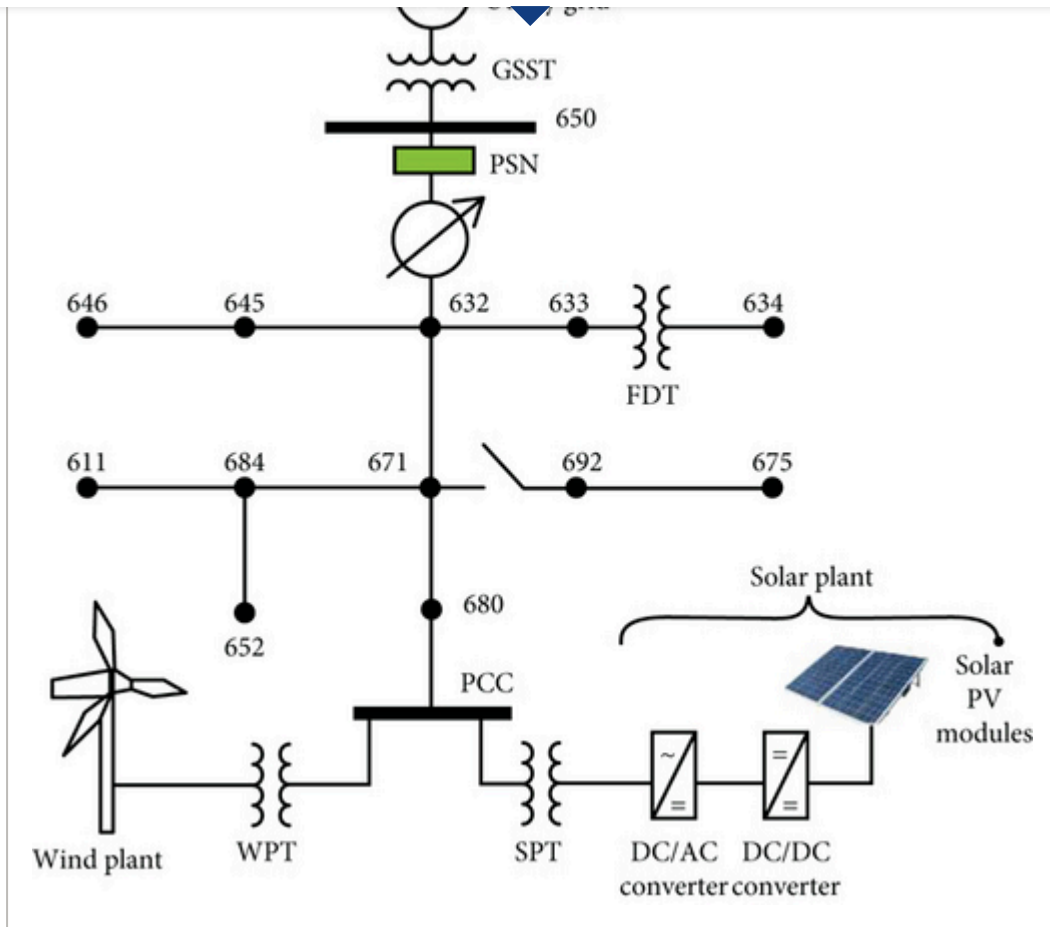 GSST
650
PSN
646
645
632
633
634
FDT
611
684
671
692
675
652
680
Solar plant
PCC
Solar
PV
modules
~
=
=
=
Wind plant
WPT
SPT
DC/AC
converter
DC/DC
converter